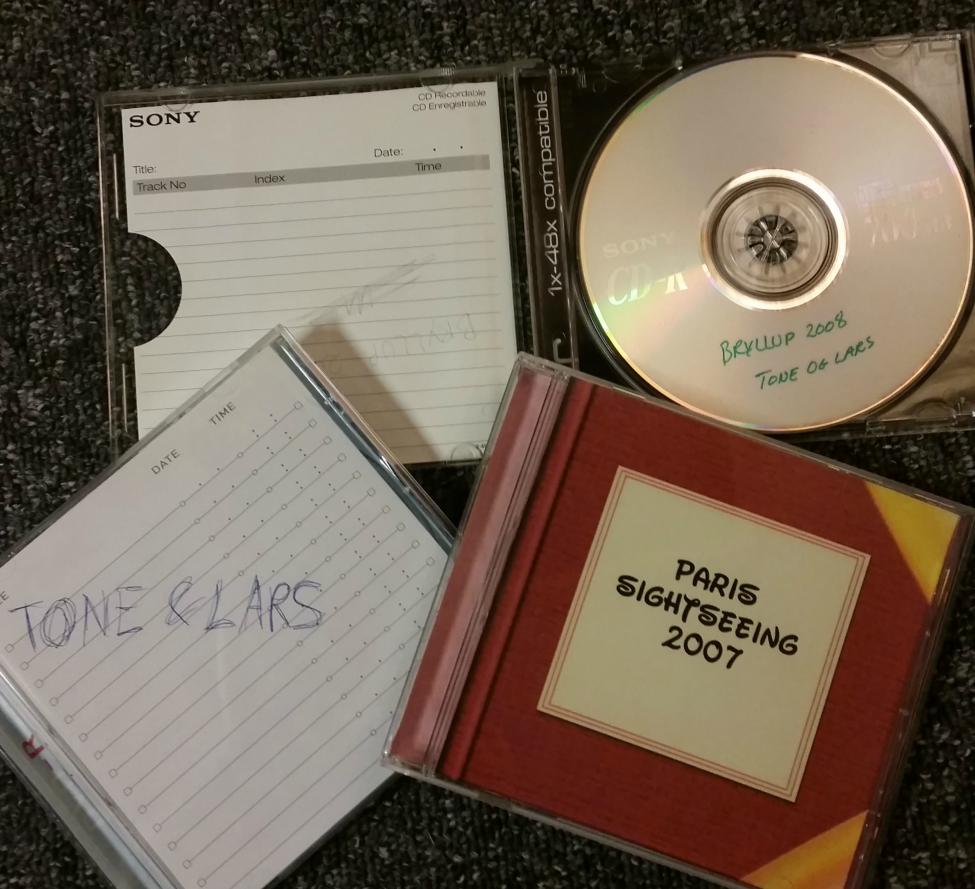 SONY
CD Recordable
CD Enregistrable
Date:
Title:
Track No Index Time
BRYLLUP
1x-48x compatible
SONY
CD-R
BRYLLUP 2008
TONE OG LARS
DATE TIME
TONE & LARS
R
PARIS
SIGHTSEEING
2007